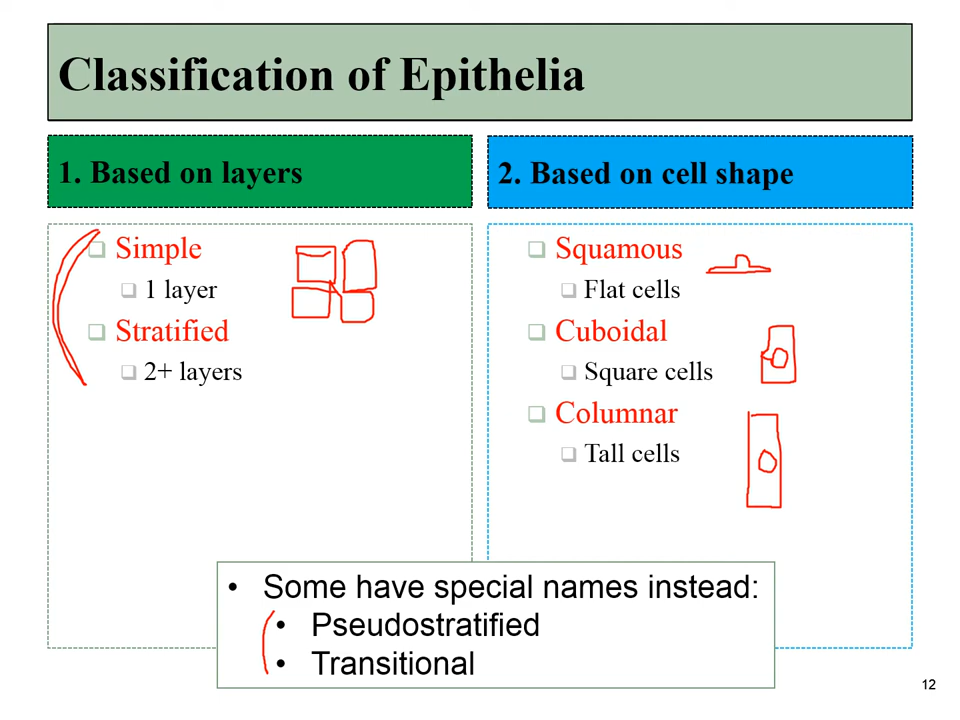 Classification of Epithelia
1. Based on layers
Simple
1 layer
Stratified
2+ layers
2. Based on cell shape
Squamous
Flat cells
Cuboidal
Square cells
Columnar
Tall cells
• Some have special names instead:
• Pseudostratified
• Transitional
12